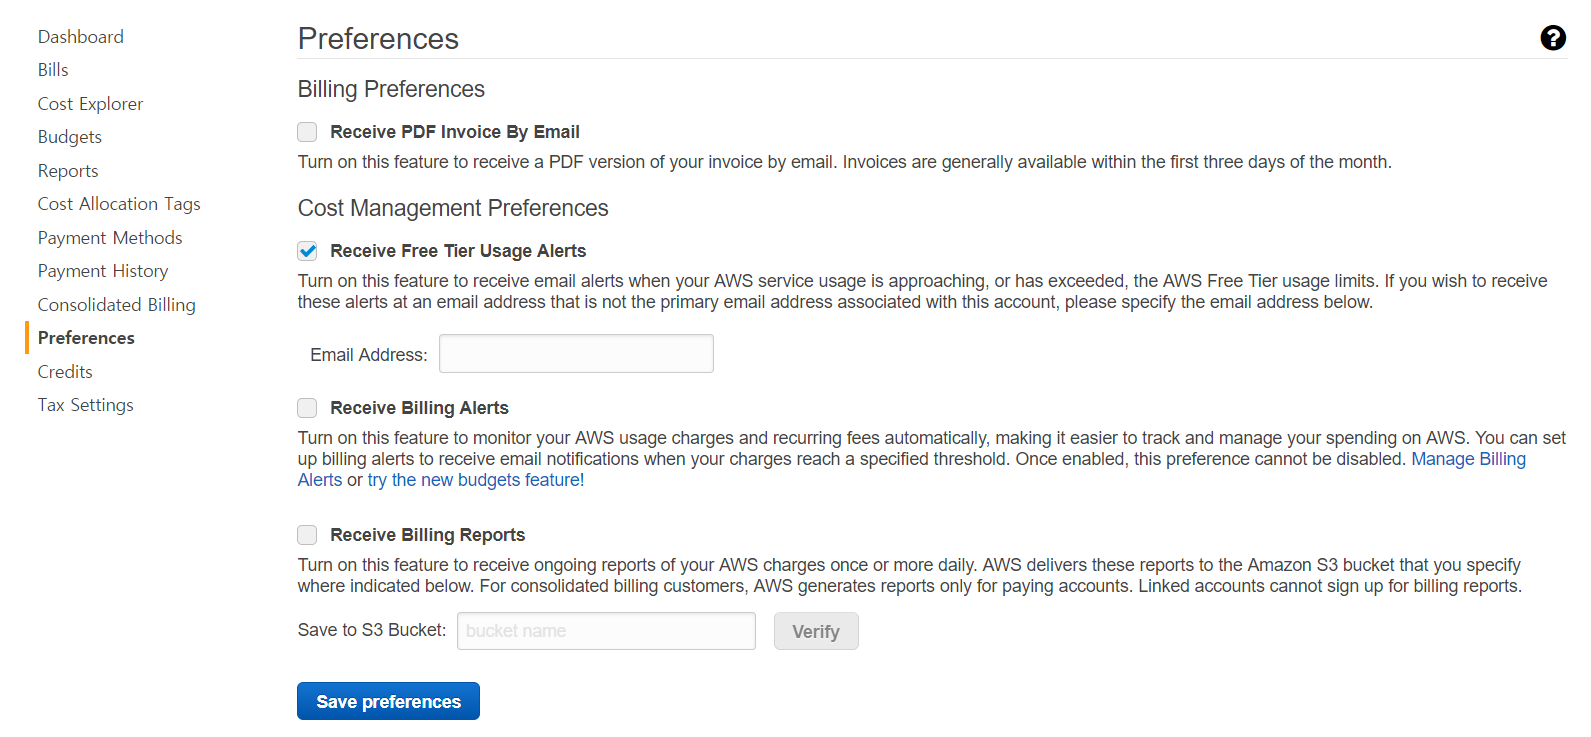 Dashboard
Bills
Cost Explorer
Budgets
Reports
Cost Allocation Tags
Payment Methods
Payment History
Consolidated Billing
Preferences
Credits
Tax Settings
Preferences
?
Billing Preferences
Receive PDF Invoice By Email
Turn on this feature to receive a PDF version of your invoice by email. Invoices are generally available within the first three days of the month.
Cost Management Preferences
Receive Free Tier Usage Alerts
Turn on this feature to receive email alerts when your AWS service usage is approaching, or has exceeded, the AWS Free Tier usage limits. If you wish to receive
these alerts at an email address that is not the primary email address associated with this account, please specify the email address below.
Email Address:
Receive Billing Alerts
Turn on this feature to monitor your AWS usage charges and recurring fees automatically, making it easier to track and manage your spending on AWS. You can set
up billing alerts to receive email notifications when your charges reach a specified threshold. Once enabled, this preference cannot be disabled. Manage Billing
Alerts or try the new budgets feature!
Receive Billing Reports
Turn on this feature to receive ongoing reports of your AWS charges once or more daily. AWS delivers these reports to the Amazon S3 bucket that you specify
where indicated below. For consolidated billing customers, AWS generates reports only for paying accounts. Linked accounts cannot sign up for billing reports.
Save to S3 Bucket: bucket name Verify
Save preferences